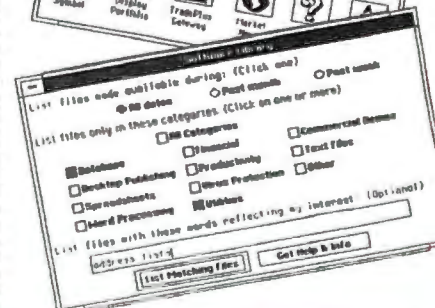 Symbol
Display Portfolio
TradePlus Gateway
Market
Software Library
List files made available during: (Click one)
All dates Past month Past week
List files only in these categories. (Click on one or more)
All Categories
Database Financial Commercial Demos
Desktop Publishing Productivity Text Files
Spreadsheets Virus Protection Other
Word Processing Utilities
List files with these words reflecting my interest: (Optional)
address lists
List Matching Files Get Help & Info